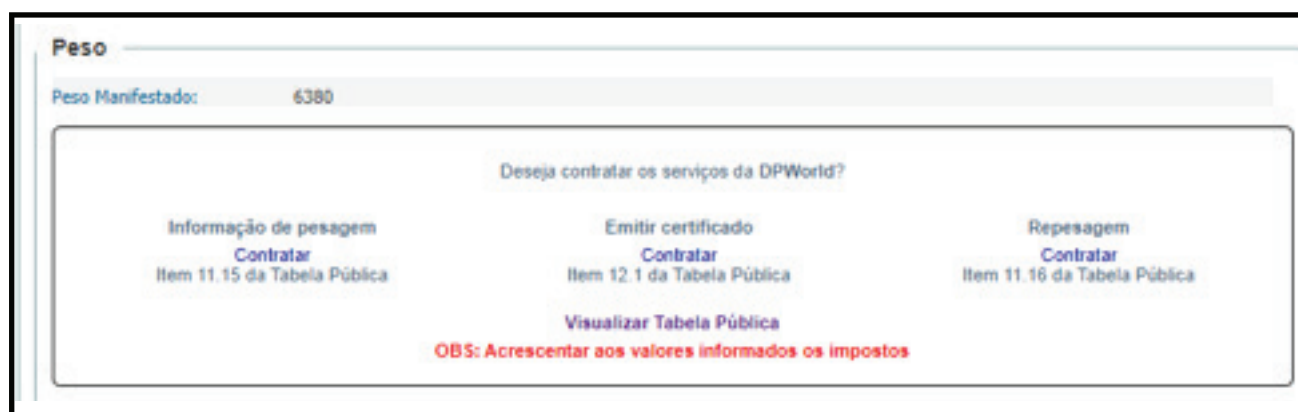 Peso
Peso Manifestado: 6380
Deseja contratar os serviços da DPWorld?
Informação de pesagem Emitir certificado Repesagem
Contratar Contratar Contratar
Item 11.15 da Tabela Pública Item 12.1 da Tabela Pública Item 11.16 da Tabela Pública
Visualizar Tabela Pública
OBS: Acrescentar aos valores informados os impostos